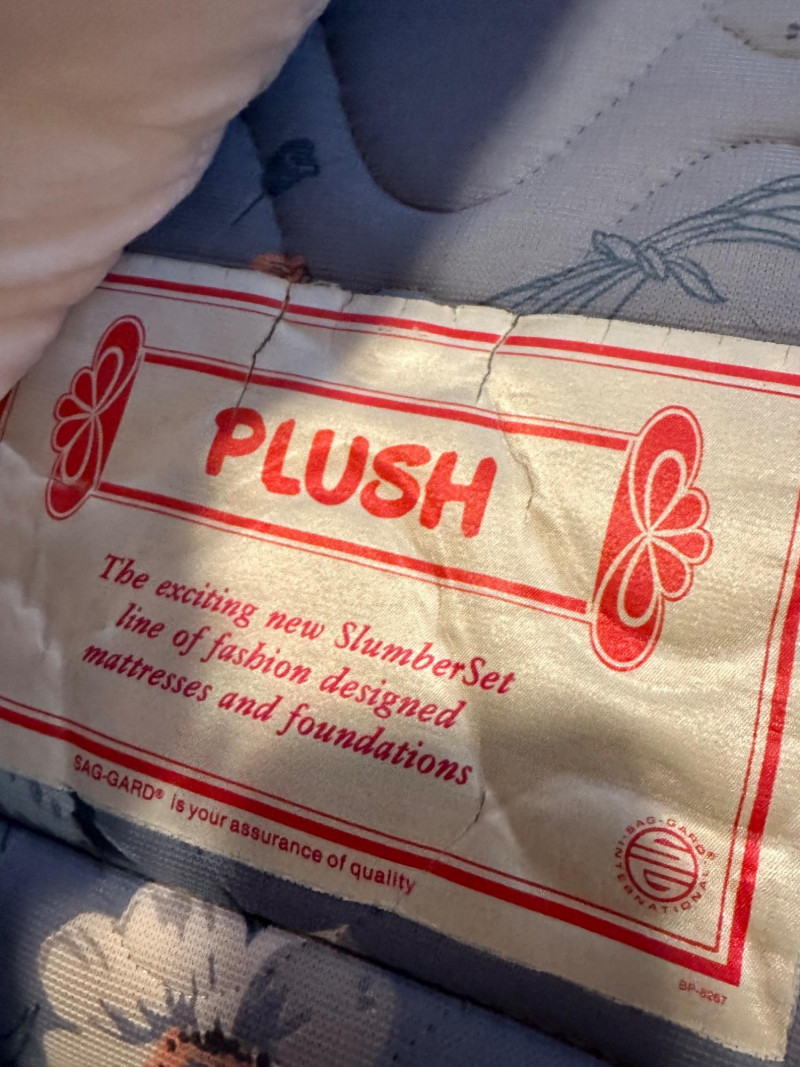 PLUSH
The exciting new SlumberSet
line of fashion designed
mattresses and foundations
SAG-GARD® is your assurance of quality
SAG-GARD®
INTERNATIONAL
BP-8267